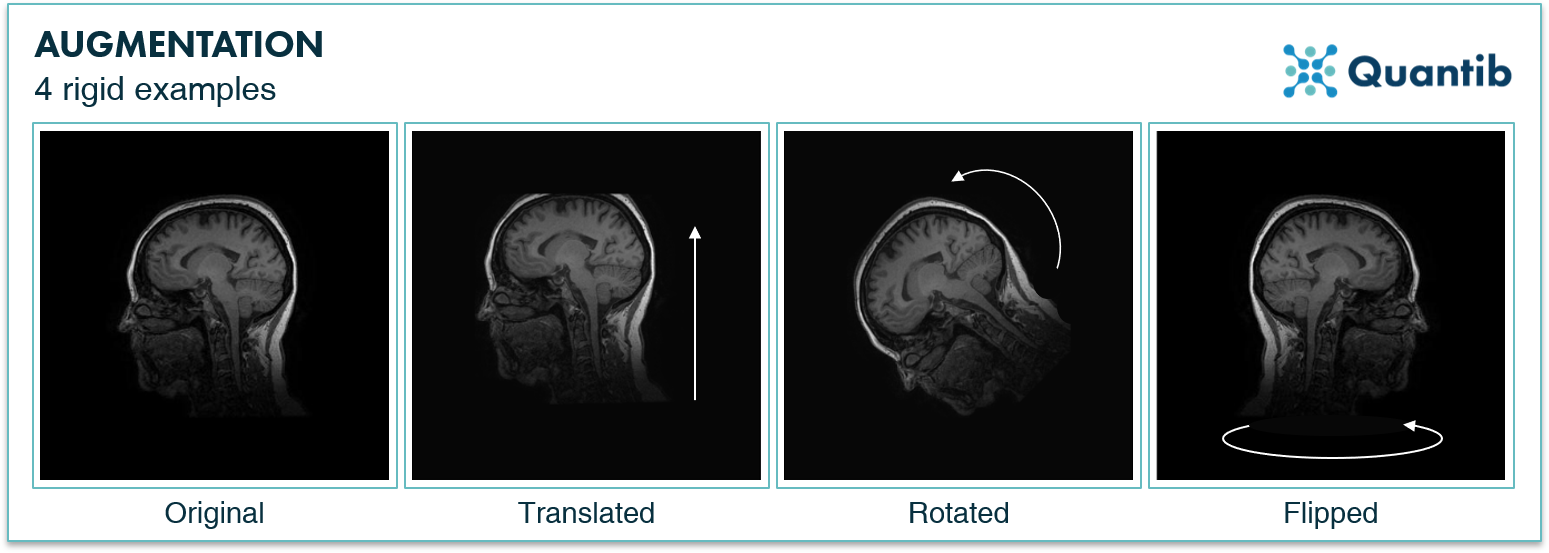 AUGMENTATION
4 rigid examples
Quantib
Original
Translated
Rotated
Flipped